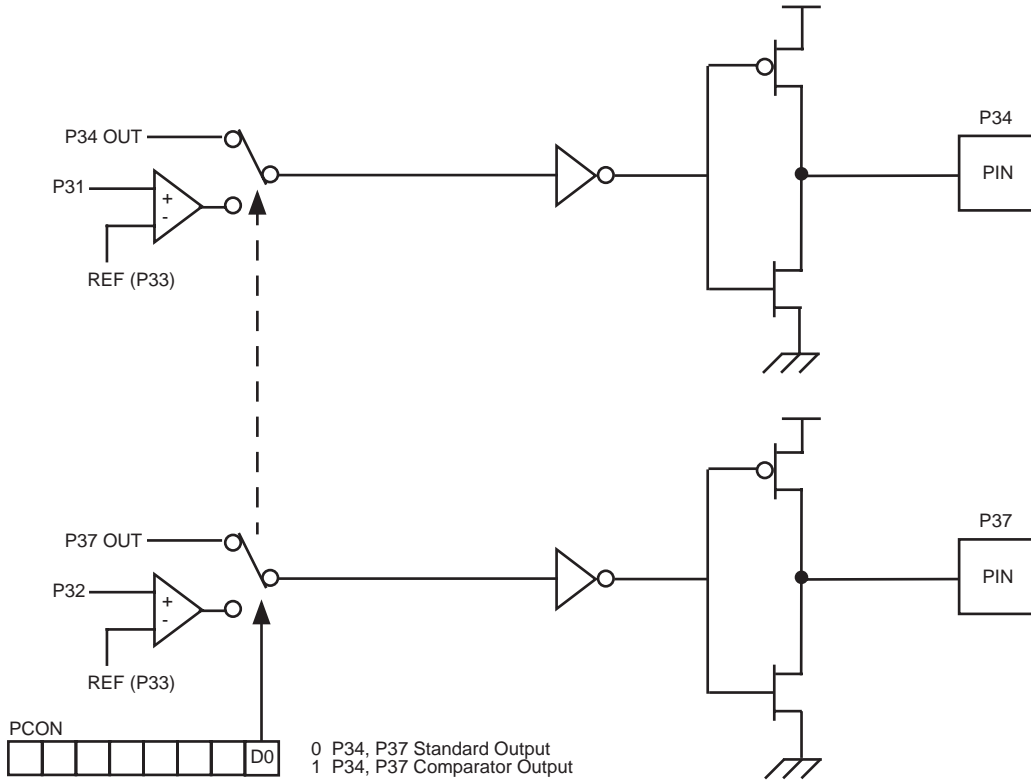 P34 OUT
P31
+
-
REF (P33)
P34
PIN
P37 OUT
P32
+
-
REF (P33)
P37
PIN
PCON
D0
0 P34, P37 Standard Output
1 P34, P37 Comparator Output